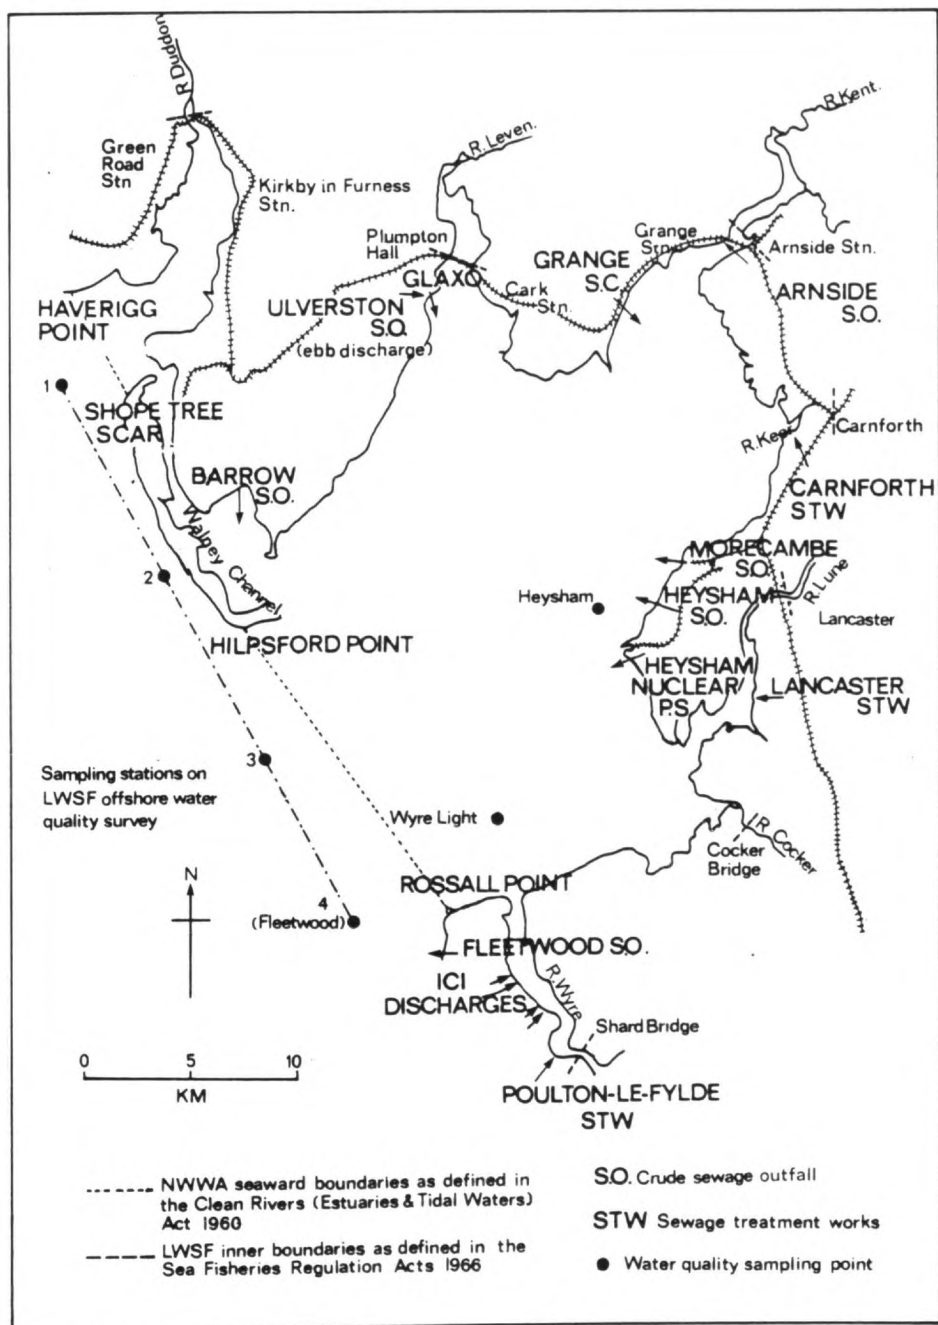 R Duddon
Green
Road
Stn
Kirkby in Furness
Stn.
R. Leven.
R. Kent.
Plumpton
Hall
GLAXO
Cark
Stn.
GRANGE
S.C.
Grange
Stn.
Arnside Stn.
ARNSIDE
S.O.
HAVERIGG
POINT
ULVERSTON
S.O.
(ebb discharge)
1
SHOPE TREE
SCAR
BARROW
S.O.
Walney Channel
2
HILPSFORD POINT
R. Keer
Carnforth
CARNFORTH
STW
MORECAMBE
S.O.
R. Lune
Heysham
HEYSHAM
S.O.
Lancaster
HEYSHAM
NUCLEAR
P.S.
LANCASTER
STW
3
Sampling stations on
LWSF offshore water
quality survey
Wyre Light
R. Cocker
Cocker
Bridge
N
ROSSALL POINT
4
(Fleetwood)
FLEETWOOD S.O.
ICI
DISCHARGES
R. Wyre
Shard Bridge
POULTON-LE-FYLDE
STW
0 5 10
KM
NWWA seaward boundaries as defined in
the Clean Rivers (Estuaries & Tidal Waters)
Act 1960
LWSF inner boundaries as defined in the
Sea Fisheries Regulation Acts 1966
S.O. Crude sewage outfall
STW Sewage treatment works
Water quality sampling point